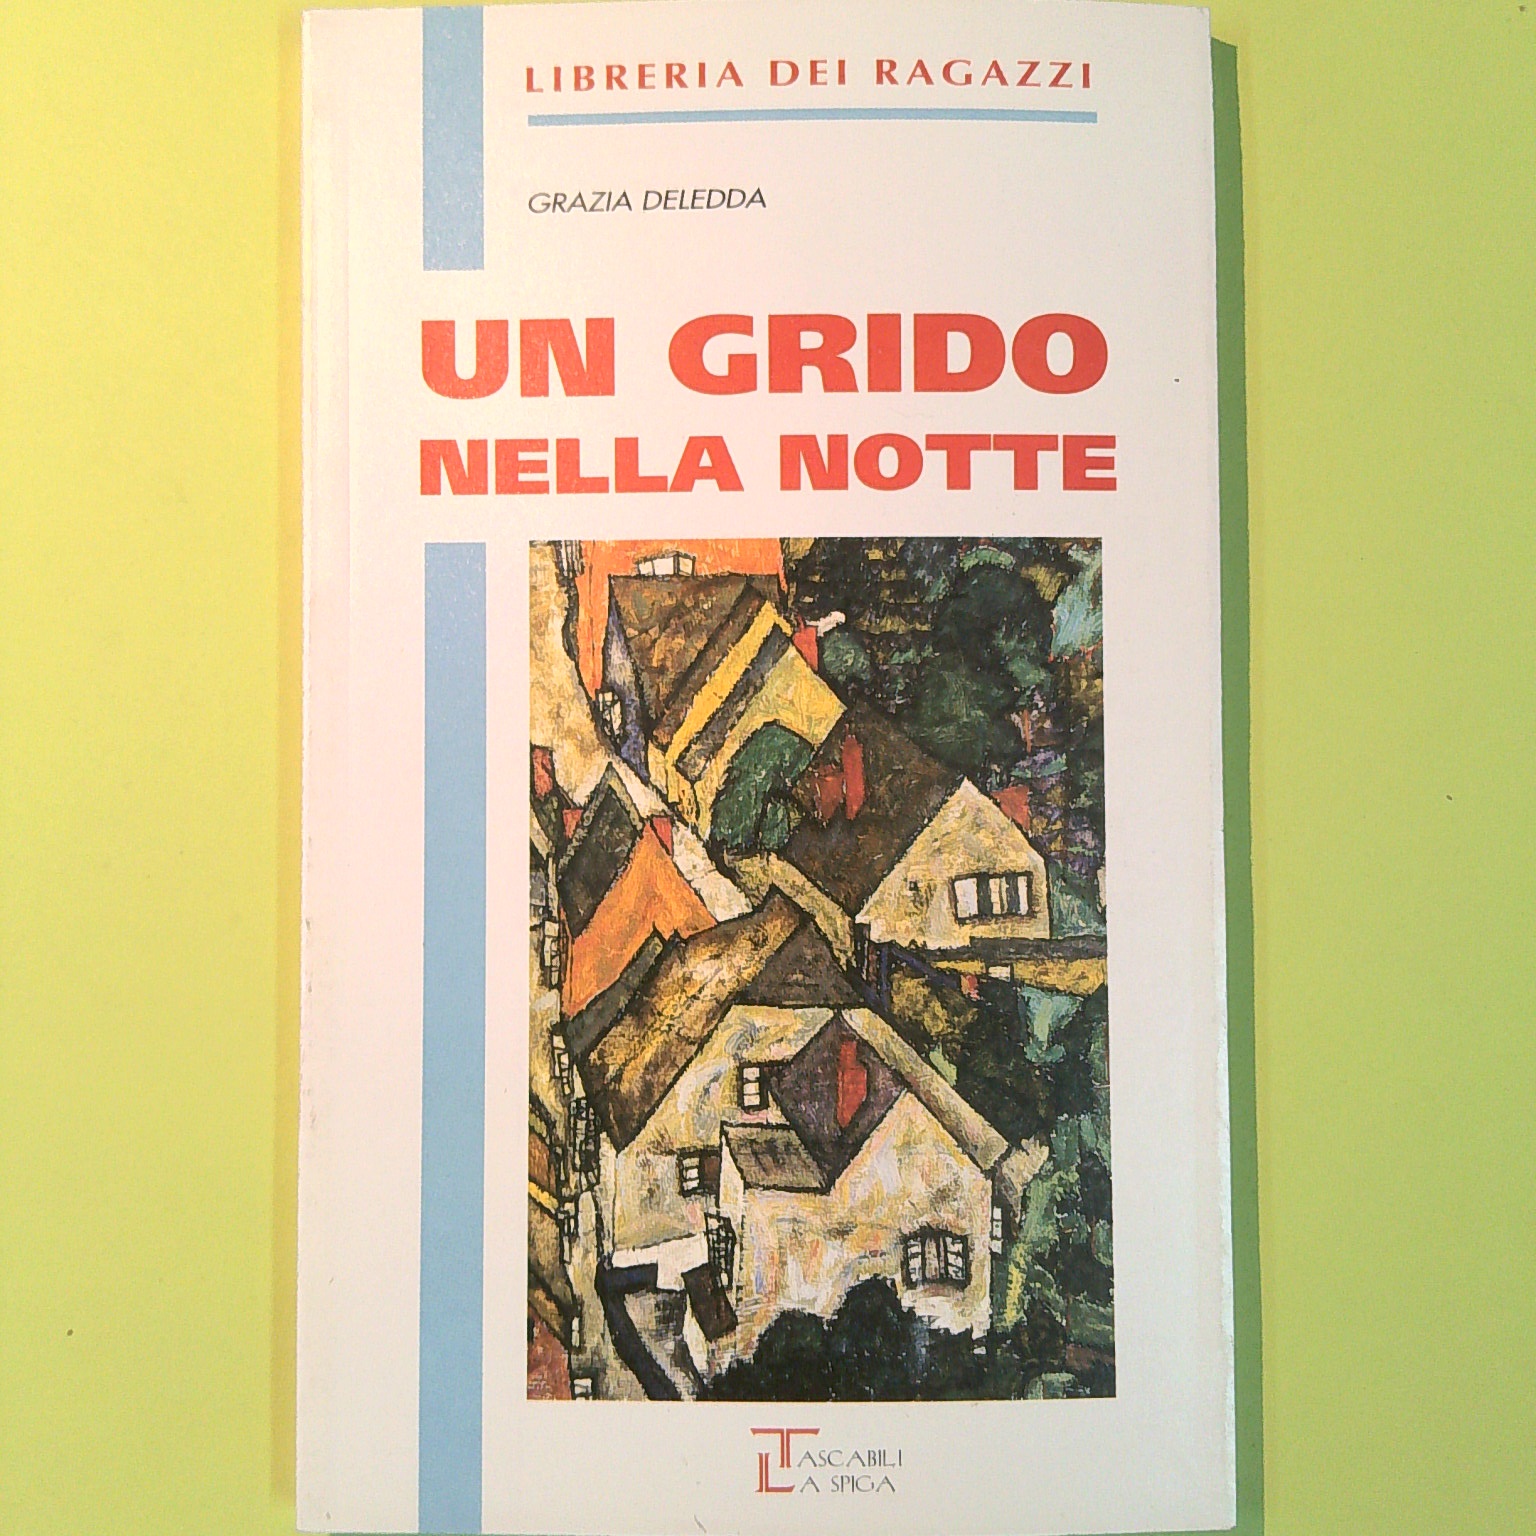 LIBRERIA DEI RAGAZZI
GRAZIA DELEDDA
UN GRIDO
NELLA NOTTE
TASCABILI
LA SPIGA